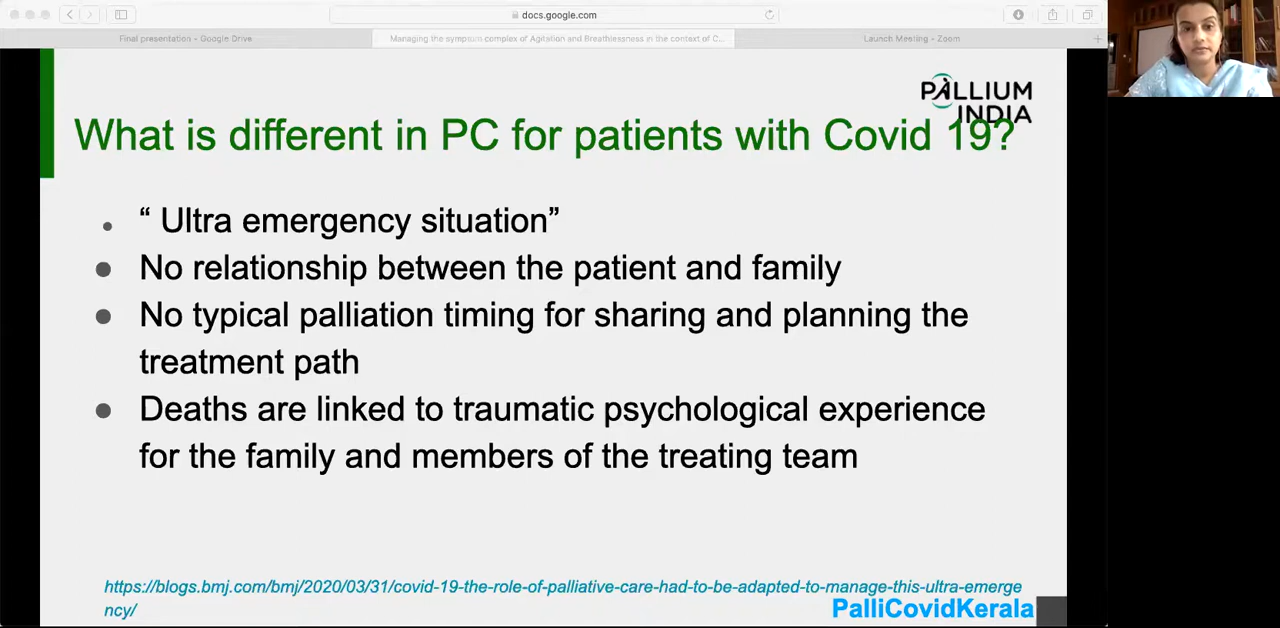 docs.google.com
Final presentation - Google Drive
Managing the symptom complex of Agitation and Breathlessness in the context of C...
Launch Meeting - Zoom
PALLIUM
INDIA
What is different in PC for patients with Covid 19?
“ Ultra emergency situation”
No relationship between the patient and family
No typical palliation timing for sharing and planning the
treatment path
Deaths are linked to traumatic psychological experience
for the family and members of the treating team
https://blogs.bmj.com/bmj/2020/03/31/covid-19-the-role-of-palliative-care-had-to-be-adapted-to-manage-this-ultra-emerge
ncy/
PalliCovidKerala